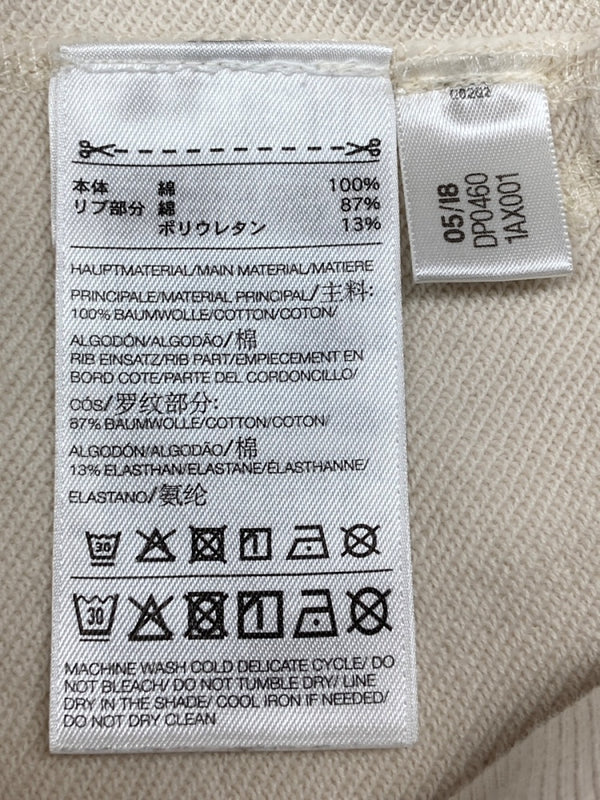 本体 綿 100%
リブ部分 綿 87%
ポリウレタン 13%
HAUPTMATERIAL/MAIN MATERIAL/MATIERE
PRINCIPALE/MATERIAL PRINCIPAL/主料:
100% BAUMWOLLE/COTTON/COTON/
ALGODÓN/ALGODÃO/棉
RIB EINSATZ/RIB PART/EMPIECEMENT EN
BORD COTE/PARTE DEL CORDONCILLO/
CÓS/罗纹部分:
87% BAUMWOLLE/COTTON/COTON/
ALGODÓN/ALGODÃO/棉
13% ELASTHAN/ELASTANE/ÉLASTHANNE/
ELASTANO/氨纶
30
30
MACHINE WASH COLD DELICATE CYCLE/ DO
NOT BLEACH/ DO NOT TUMBLE DRY/ LINE
DRY IN THE SHADE/ COOL IRON IF NEEDED/
DO NOT DRY CLEAN
05/18
DP0460
1AX001